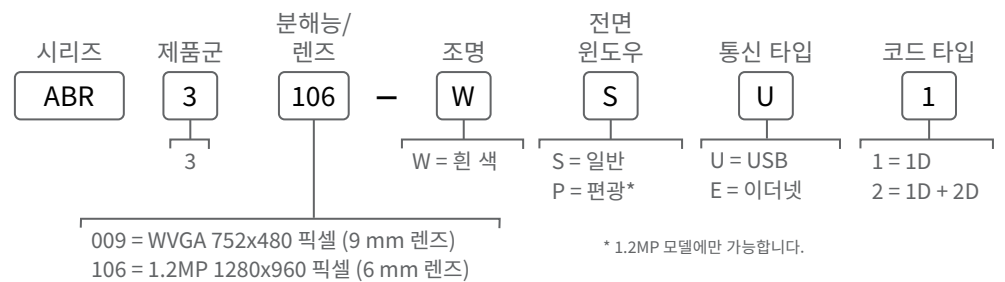 시리즈 제품군 분해능/ 렌즈 조명 전면 윈도우 통신 타입 코드 타입
ABR 3 106 – W S U 1
3
W = 흰 색
S = 일반
P = 편광*
U = USB
E = 이더넷
1 = 1D
2 = 1D + 2D
009 = WVGA 752x480 픽셀 (9 mm 렌즈)
106 = 1.2MP 1280x960 픽셀 (6 mm 렌즈)
* 1.2MP 모델에만 가능합니다.